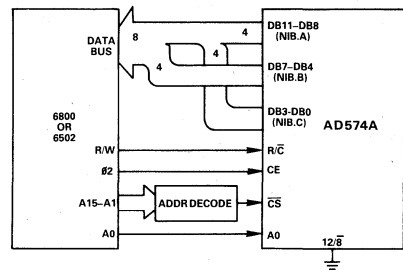 DATA
BUS
8
4
4
4
DB11–DB8
(NIB.A)
DB7–DB4
(NIB.B)
DB3-DB0
(NIB.C)
6800
OR
6502
AD574A
R/W
R/C̅
Ø2
CE
A15–A1
ADDR DECODE
C̅S̅
A0
A0
12/8̅